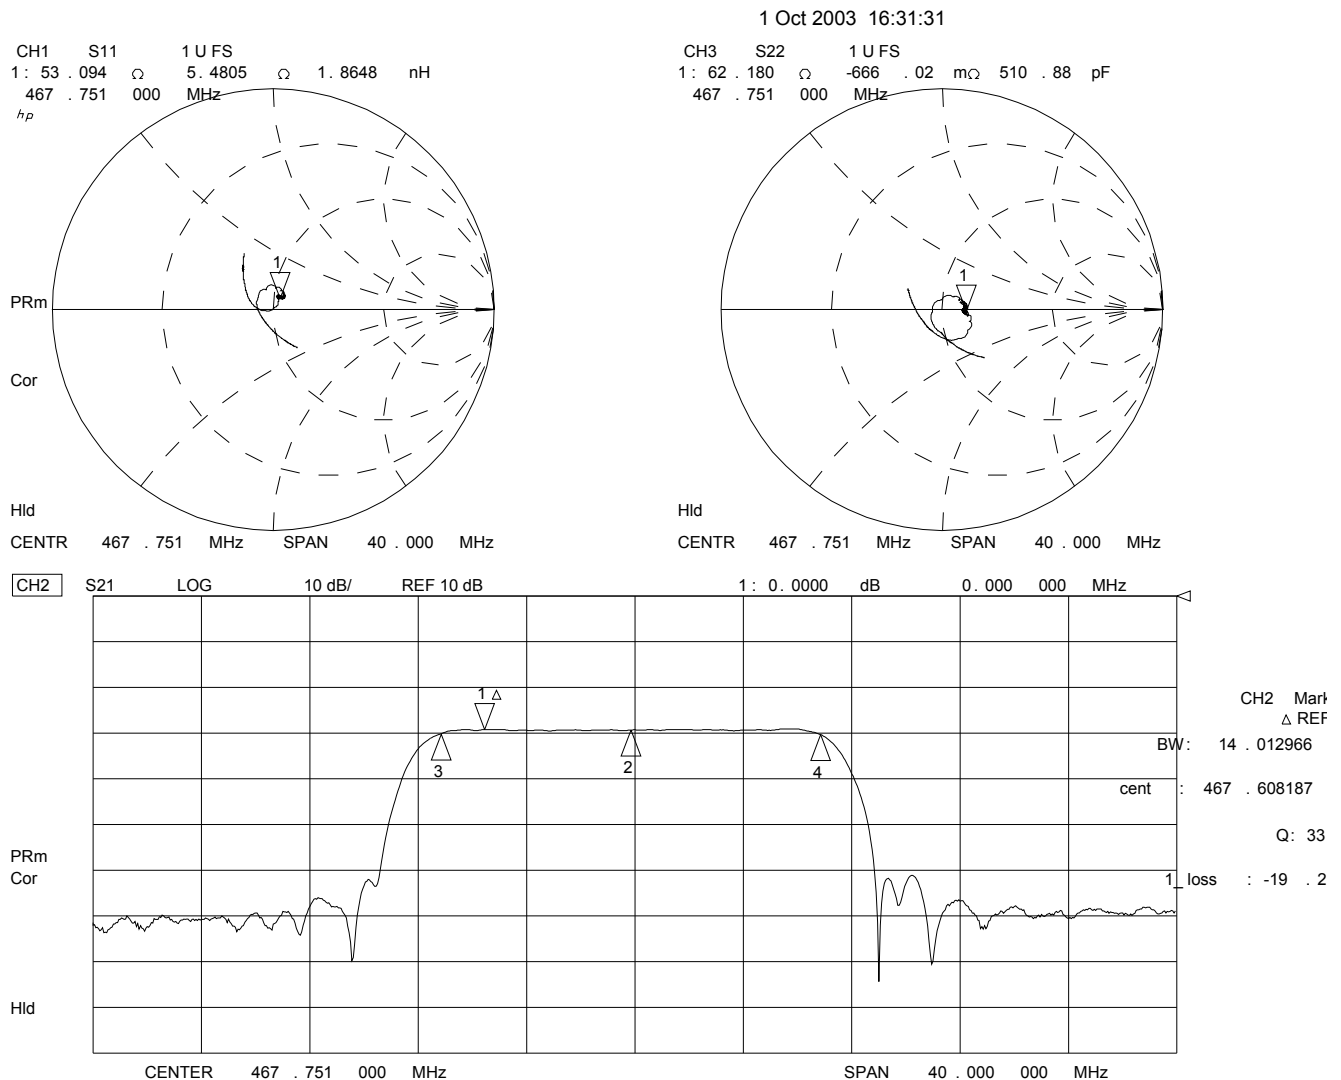 1 Oct 2003 16:31:31
CH1 S11 1 U FS
1: 53 . 094 Ω 5. 4805 Ω 1. 8648 nH
467 . 751 000 MHz
hp
CH3 S22 1 U FS
1: 62 . 180 Ω -666 . 02 mΩ 510 . 88 pF
467 . 751 000 MHz
1
1
PRm
Cor
Hld
Hld
CENTR 467 . 751 MHz SPAN 40 . 000 MHz
CENTR 467 . 751 MHz SPAN 40 . 000 MHz
CH2 S21 LOG 10 dB/ REF 10 dB 1: 0. 0000 dB 0. 000 000 MHz
1 Δ
3
2
4
CH2 Mark
Δ REF
BW: 14 . 012966
cent : 467 . 608187
Q: 33
1_loss : -19 . 2
PRm
Cor
Hld
CENTER 467 . 751 000 MHz SPAN 40 . 000 000 MHz